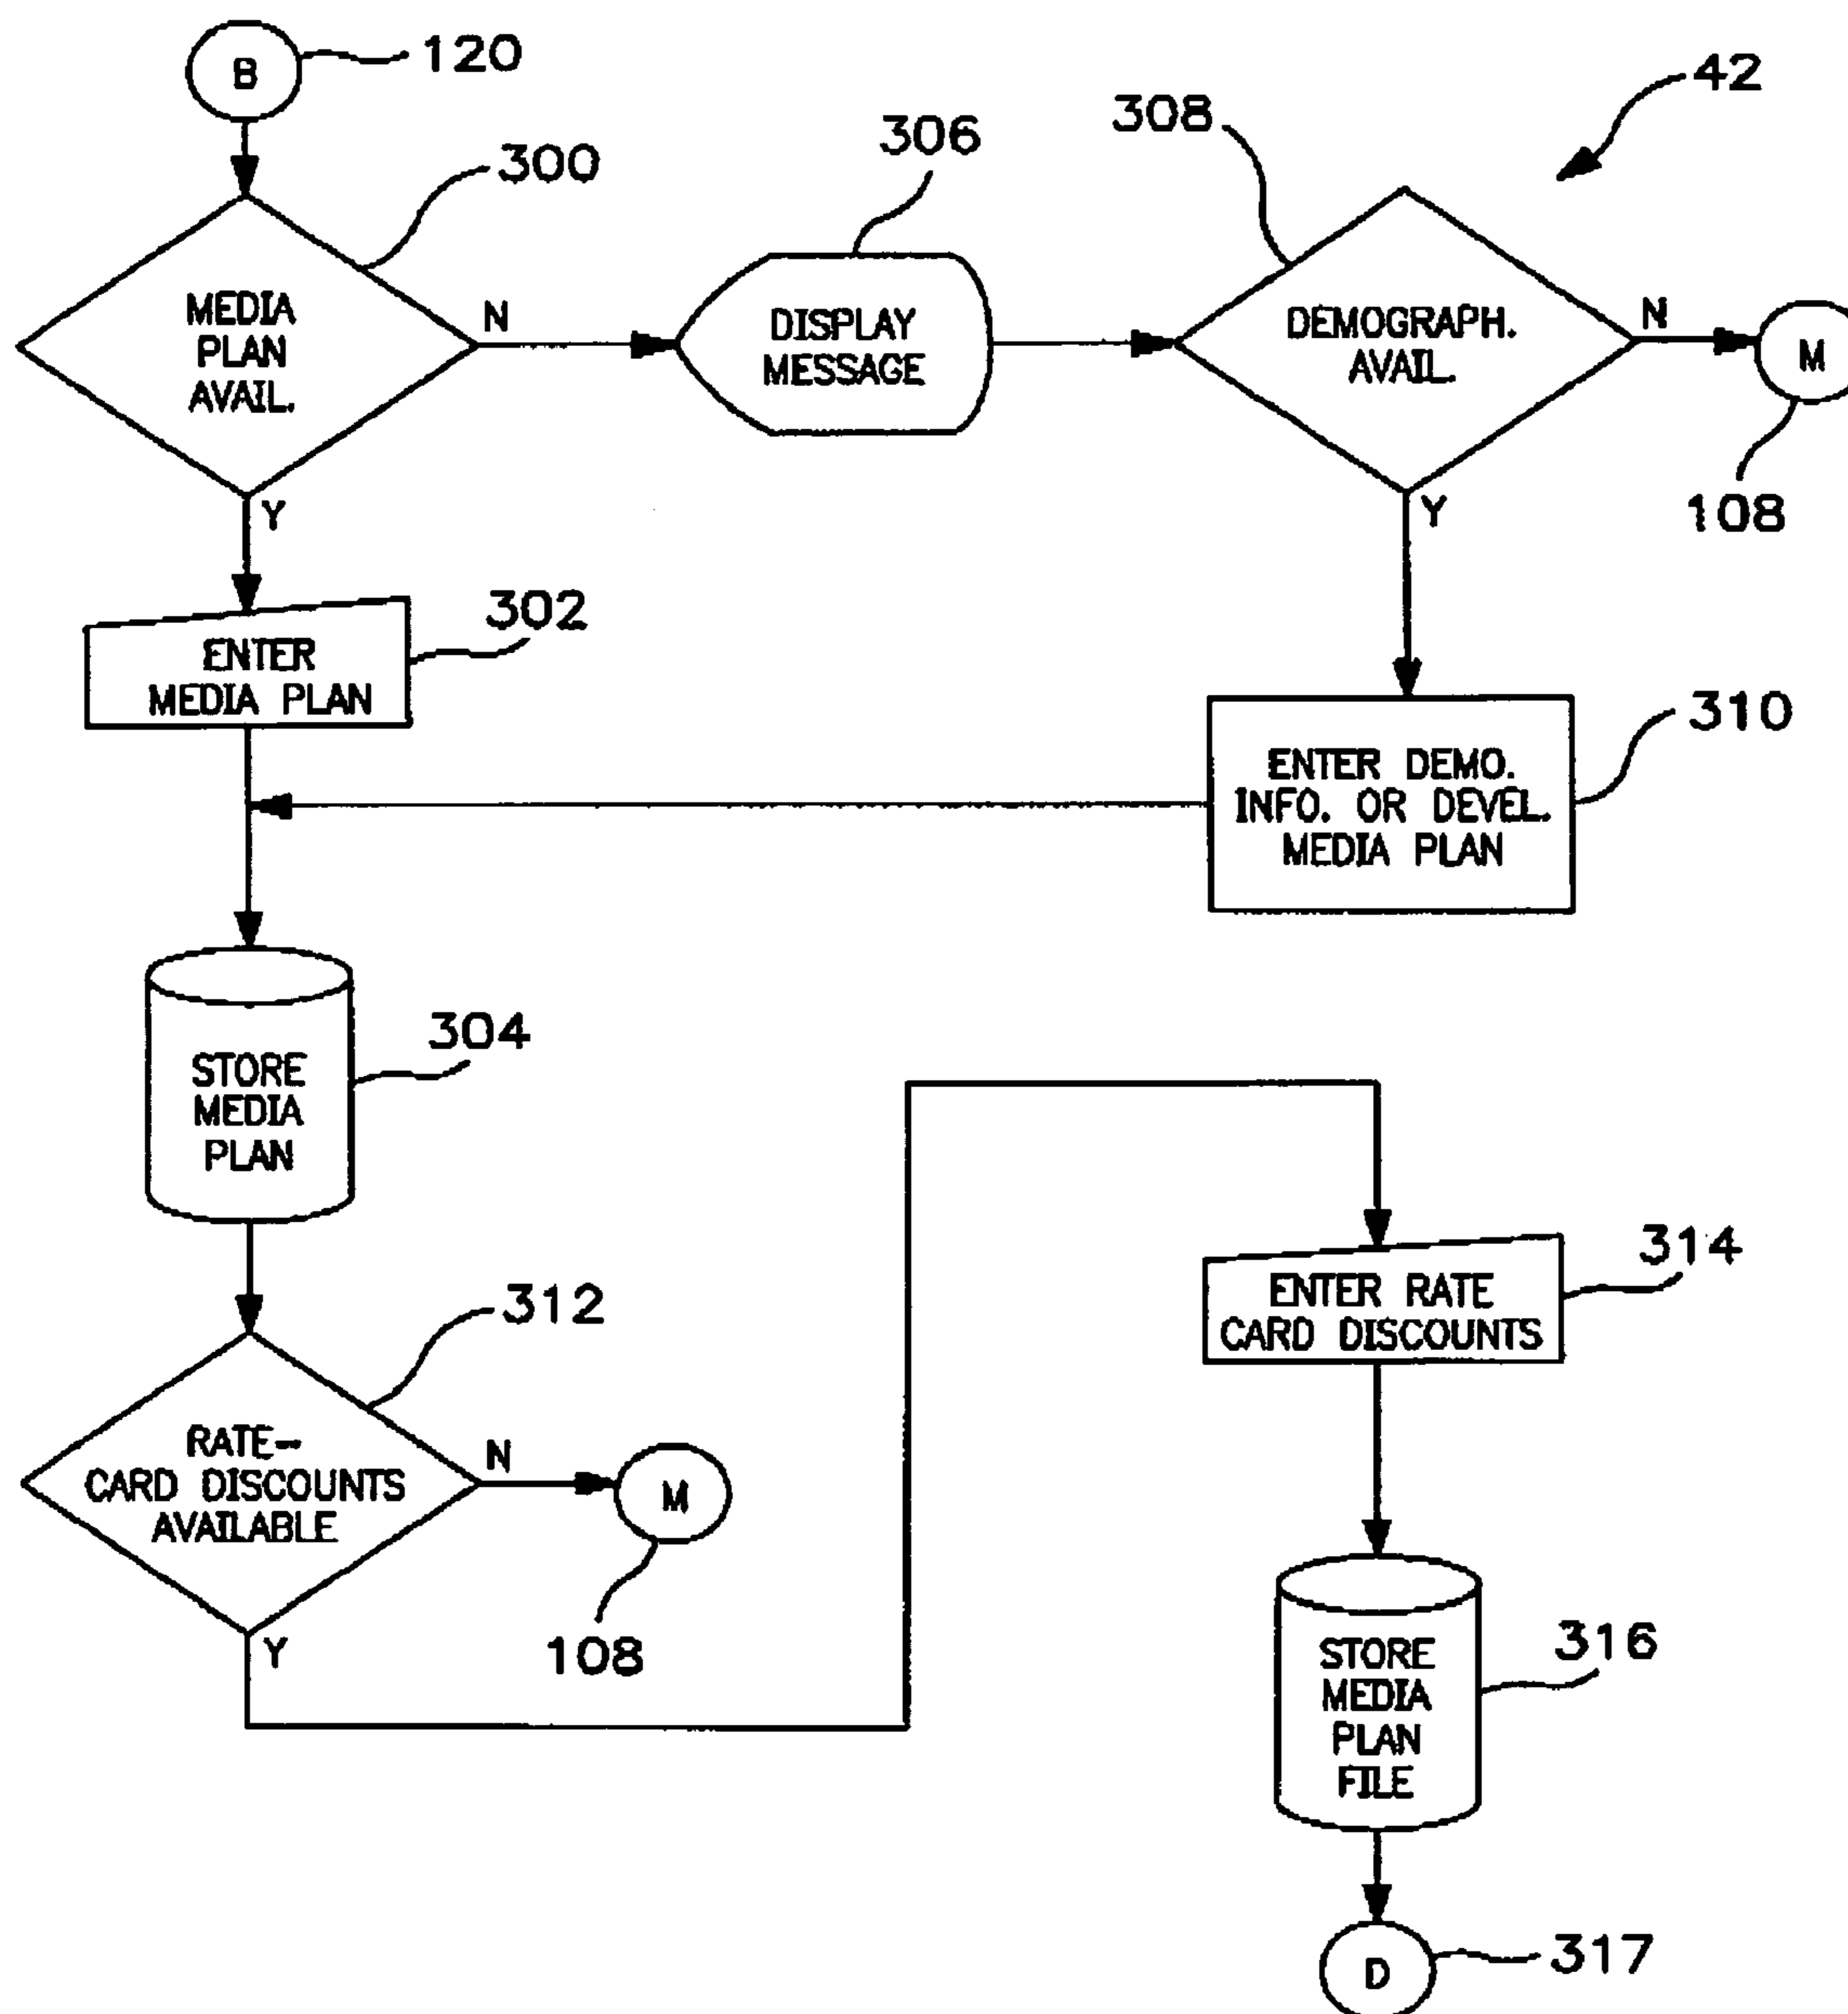 B
120
42
300
306
308
MEDIA
PLAN
AVAIL.
N
DISPLAY
MESSAGE
DEMOGRAPH.
AVAIL.
N
M
108
Y
Y
302
ENTER
MEDIA PLAN
310
ENTER DEMO.
INFO. OR DEVEL.
MEDIA PLAN
304
STORE
MEDIA
PLAN
312
RATE-
CARD DISCOUNTS
AVAILABLE
N
M
108
Y
314
ENTER RATE
CARD DISCOUNTS
316
STORE
MEDIA
PLAN
FILE
D
317